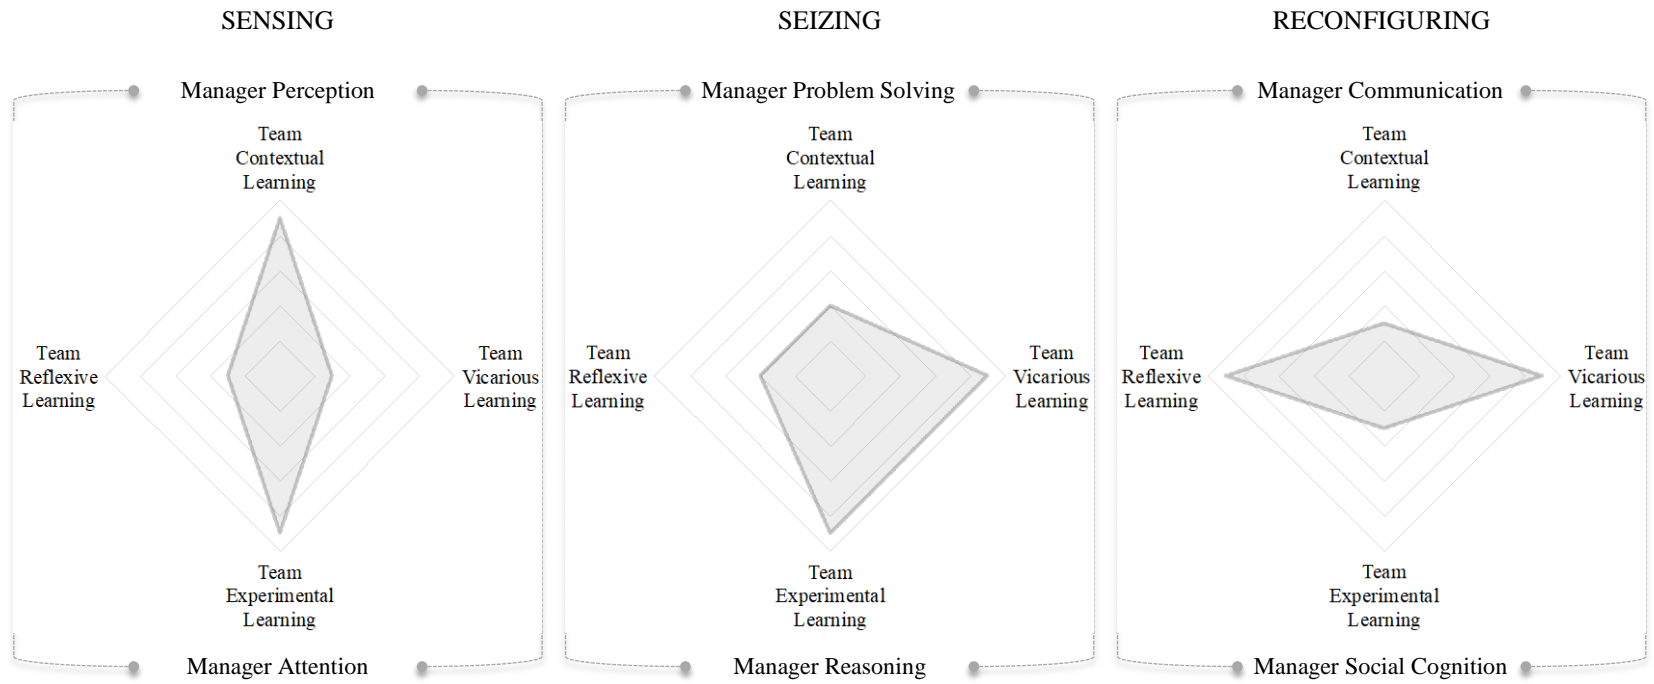 SENSING
SEIZING
RECONFIGURING
Manager Perception
Manager Problem Solving
Manager Communication
Team
Contextual
Learning
Team
Contextual
Learning
Team
Contextual
Learning
Team
Reflexive
Learning
Team
Vicarious
Learning
Team
Reflexive
Learning
Team
Vicarious
Learning
Team
Reflexive
Learning
Team
Vicarious
Learning
Team
Experimental
Learning
Team
Experimental
Learning
Team
Experimental
Learning
Manager Attention
Manager Reasoning
Manager Social Cognition